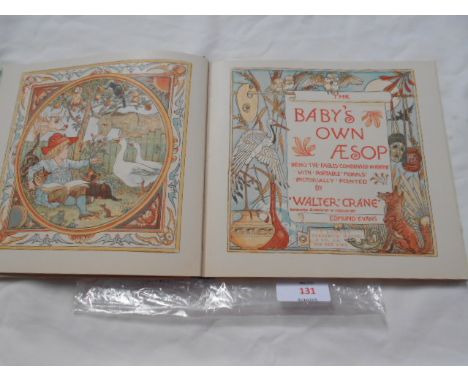 THE
BABY'S
OWN
ÆSOP
BEING THE FABLES CONDENSED IN RHYME
WITH PORTABLE MORALS
PICTORIALLY POINTED
BY
WALTER CRANE
EDMUND EVANS
131